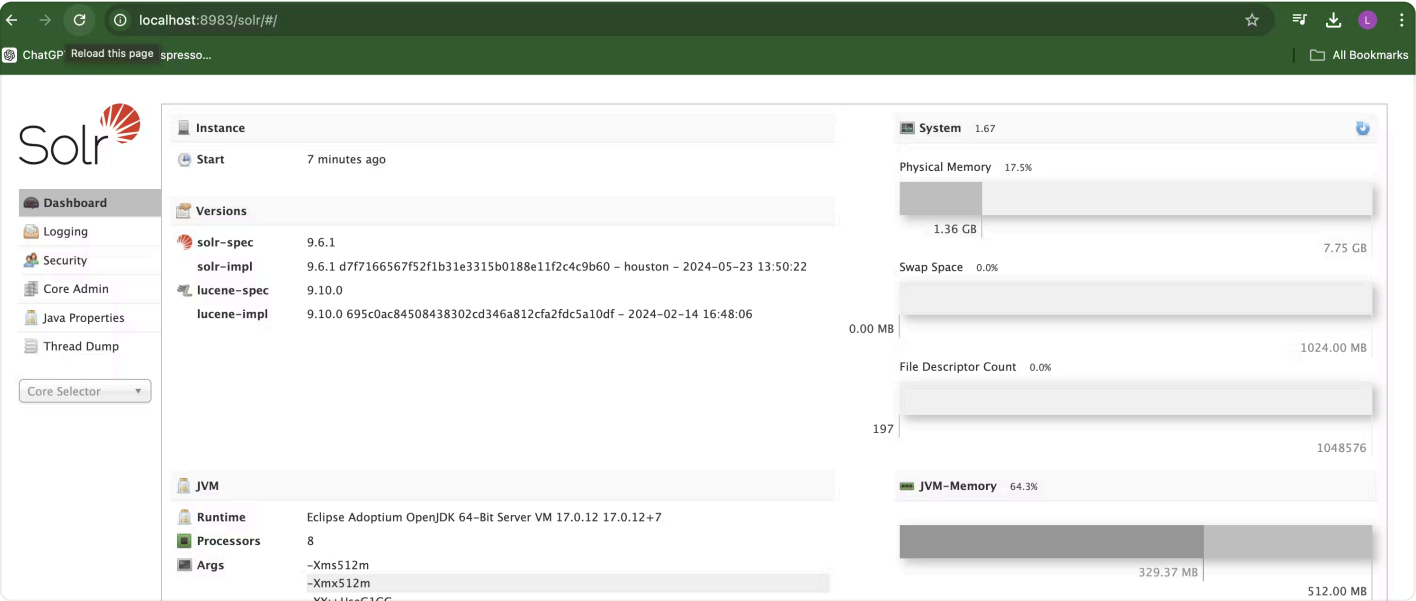 localhost:8983/solr/#/
L
ChatGP
Reload this page
spresso...
All Bookmarks
Solr
Dashboard
Logging
Security
Core Admin
Java Properties
Thread Dump
Core Selector
Instance
Start 7 minutes ago
Versions
solr-spec 9.6.1
solr-impl 9.6.1 d7f7166567f52f1b31e3315b0188e11f2c4c9b60 - houston - 2024-05-23 13:50:22
lucene-spec 9.10.0
lucene-impl 9.10.0 695c0ac84508438302cd346a812cfa2fdc5a10df - 2024-02-14 16:48:06
JVM
Runtime Eclipse Adoptium OpenJDK 64-Bit Server VM 17.0.12 17.0.12+7
Processors 8
Args -Xms512m
-Xmx512m
-XX:+UseG1GC
System 1.67
Physical Memory 17.5%
1.36 GB
7.75 GB
Swap Space 0.0%
0.00 MB
1024.00 MB
File Descriptor Count 0.0%
197
1048576
JVM-Memory 64.3%
329.37 MB
512.00 MB